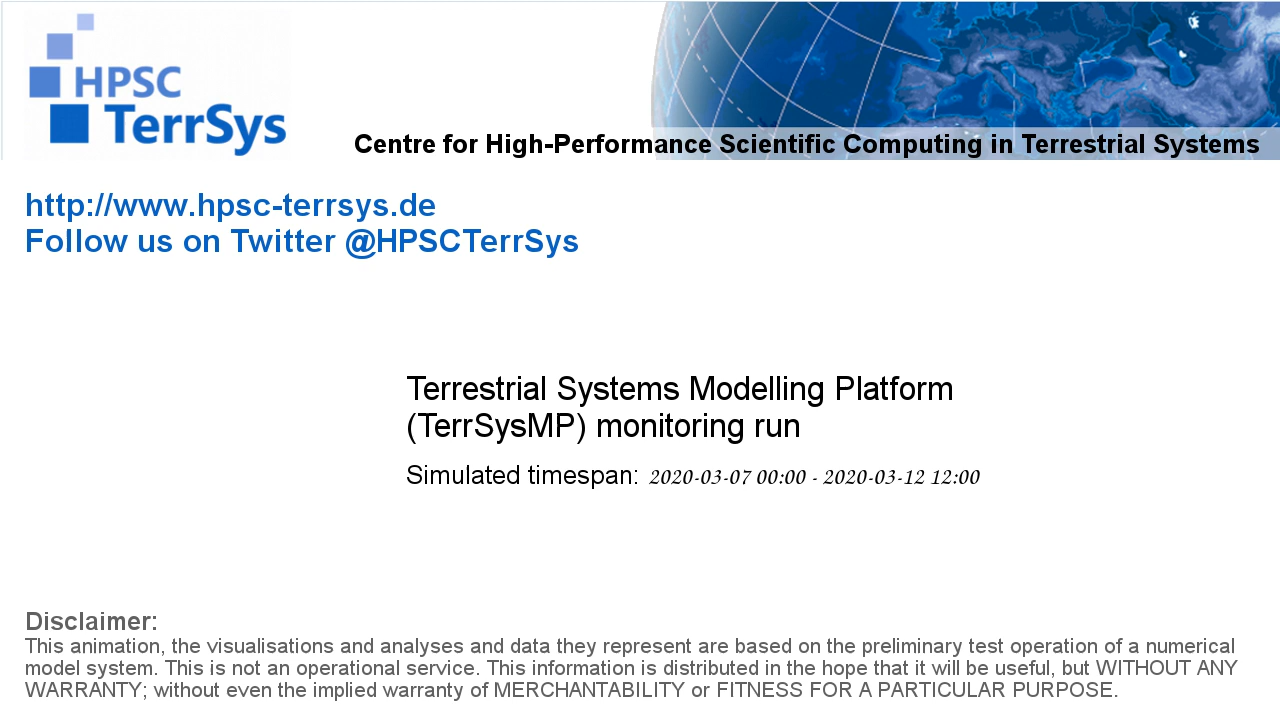 HPSC
TerrSys
Centre for High-Performance Scientific Computing in Terrestrial Systems
http://www.hpsc-terrsys.de
Follow us on Twitter @HPSCTerrSys
Terrestrial Systems Modelling Platform
(TerrSysMP) monitoring run
Simulated timespan: 2020-03-07 00:00 - 2020-03-12 12:00
Disclaimer:
This animation, the visualisations and analyses and data they represent are based on the preliminary test operation of a numerical
model system. This is not an operational service. This information is distributed in the hope that it will be useful, but WITHOUT ANY
WARRANTY; without even the implied warranty of MERCHANTABILITY or FITNESS FOR A PARTICULAR PURPOSE.